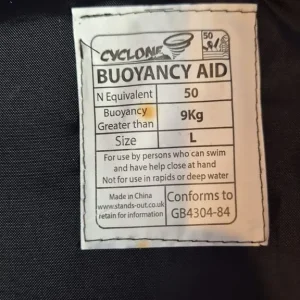 CYCLONE 50
BUOYANCY AID
N Equivalent 50
Buoyancy
Greater than 9Kg
Size L
For use by persons who can swim
and have help close at hand
Not for use in rapids or deep water
Made in China
www.stands-out.co.uk
retain for information
Conforms to
GB4304-84